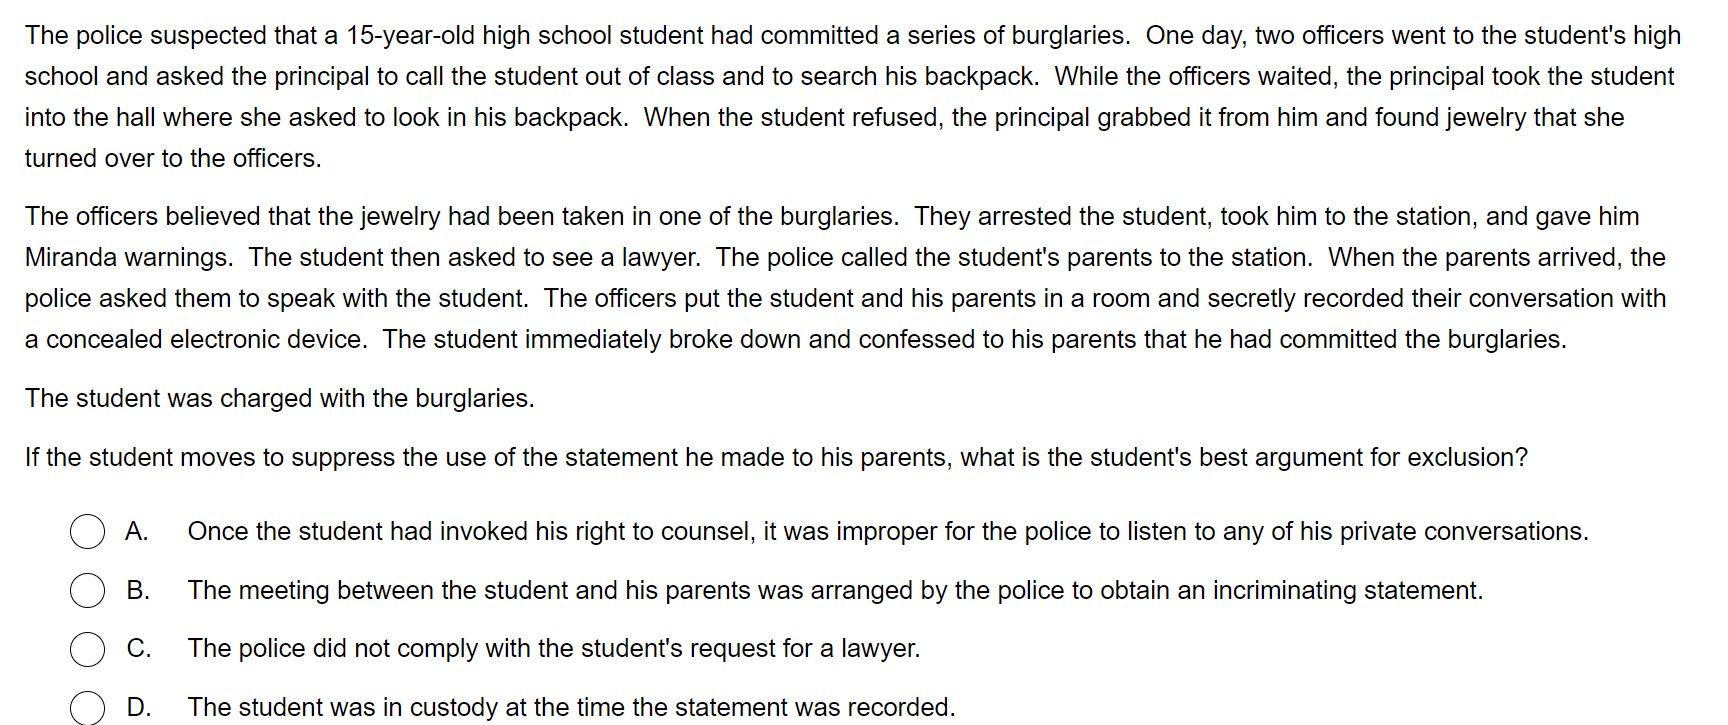 The police suspected that a 15-year-old high school student had committed a series of burglaries.  One day, two officers went to the student's high
school and asked the principal to call the student out of class and to search his backpack.  While the officers waited, the principal took the student
into the hall where she asked to look in his backpack.  When the student refused, the principal grabbed it from him and found jewelry that she
turned over to the officers.
The officers believed that the jewelry had been taken in one of the burglaries.  They arrested the student, took him to the station, and gave him
Miranda warnings.  The student then asked to see a lawyer.  The police called the student's parents to the station.  When the parents arrived, the
police asked them to speak with the student.  The officers put the student and his parents in a room and secretly recorded their conversation with
a concealed electronic device.  The student immediately broke down and confessed to his parents that he had committed the burglaries.
The student was charged with the burglaries.
If the student moves to suppress the use of the statement he made to his parents, what is the student's best argument for exclusion?
A. Once the student had invoked his right to counsel, it was improper for the police to listen to any of his private conversations.
B. The meeting between the student and his parents was arranged by the police to obtain an incriminating statement.
C. The police did not comply with the student's request for a lawyer.
D. The student was in custody at the time the statement was recorded.